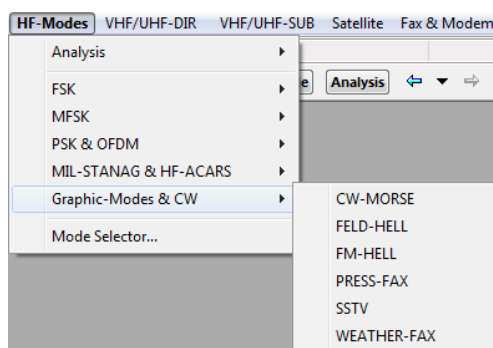 HF-Modes VHF/UHF-DIR VHF/UHF-SUB Satellite Fax & Modem
Analysis
FSK
MFSK
PSK & OFDM
MIL-STANAG & HF-ACARS
Graphic-Modes & CW
Mode Selector...
e Analysis
CW-MORSE
FELD-HELL
FM-HELL
PRESS-FAX
SSTV
WEATHER-FAX